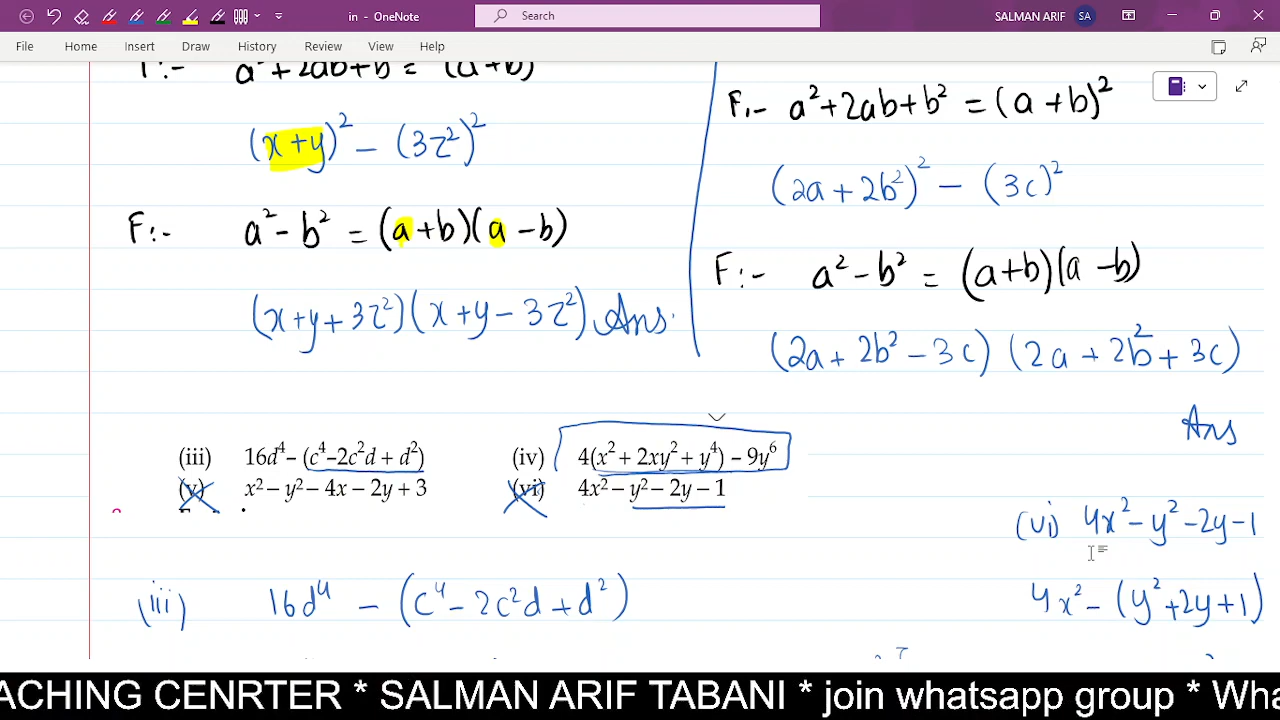 in - OneNote
Search
SALMAN ARIF SA
File Home Insert Draw History Review View Help
F:- a²+2ab+b² = (a+b)
(x+y)² - (3z²)²
F:- a²-b² = (a+b)(a-b)
(x+y+3z²)(x+y-3z²) Ans.
F:- a²+2ab+b² = (a+b)²
(2a+2b²)² - (3c)²
F:- a²-b² = (a+b)(a-b)
(2a+2b²-3c) (2a+2b²+3c)
Ans
(iii) 16d⁴– (c⁴–2c²d + d²) (iv) 4(x² + 2xy² + y⁴) – 9y⁶
(v) x²– y²– 4x – 2y + 3 (vi) 4x²– y²– 2y – 1
(vi) 4x²-y²-2y-1
4x²-(y²+2y+1)
(iii) 16d⁴ - (c⁴-2c²d+d²)
ACHING CENRTER * SALMAN ARIF TABANI * join whatsapp group * Wha